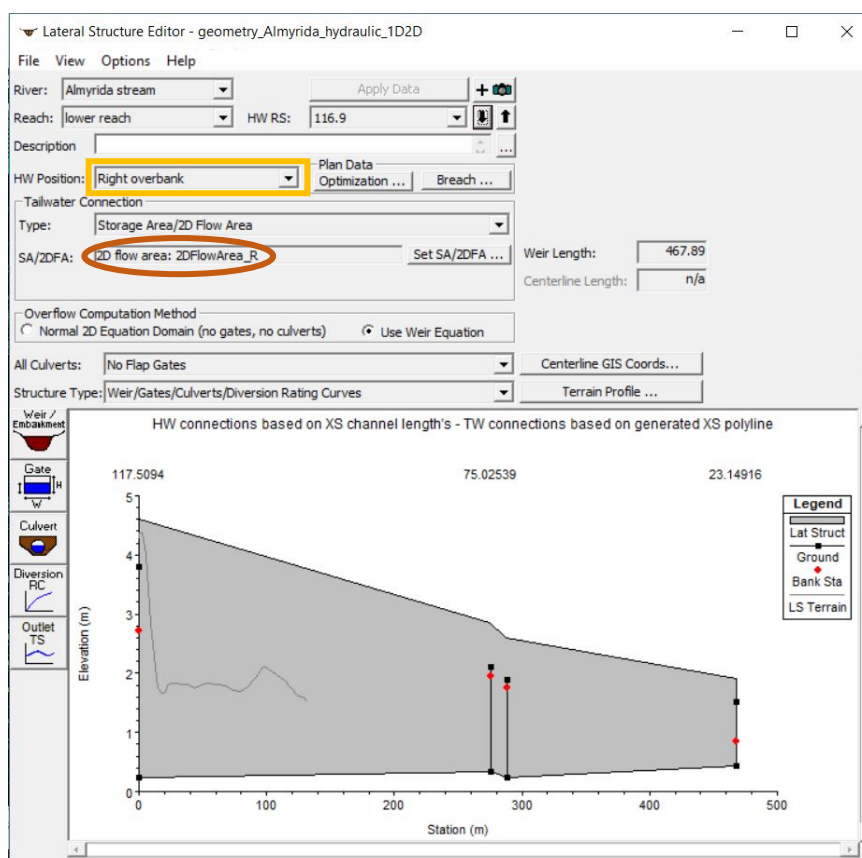 Lateral Structure Editor - geometry_Almyrida_hydraulic_1D2D
File View Options Help
River: Almyrida stream Apply Data
Reach: lower reach HW RS: 116.9
Description ...
HW Position: Right overbank Plan Data Optimization ... Breach ...
Tailwater Connection
Type: Storage Area/2D Flow Area
SA/2DFA: 2D flow area: 2DFlowArea_R Set SA/2DFA ... Weir Length: 467.89
Centerline Length: n/a
Overflow Computation Method
Normal 2D Equation Domain (no gates, no culverts) Use Weir Equation
All Culverts: No Flap Gates Centerline GIS Coords...
Structure Type: Weir/Gates/Culverts/Diversion Rating Curves Terrain Profile ...
Weir / Embankment
Gate
H
W
Culvert
Diversion RC
Outlet TS
HW connections based on XS channel length's - TW connections based on generated XS polyline
117.5094 75.02539 23.14916
Legend
Lat Struct
Ground
Bank Sta
LS Terrain
Elevation (m)
5
4
3
2
1
0
0 100 200 300 400 500
Station (m)